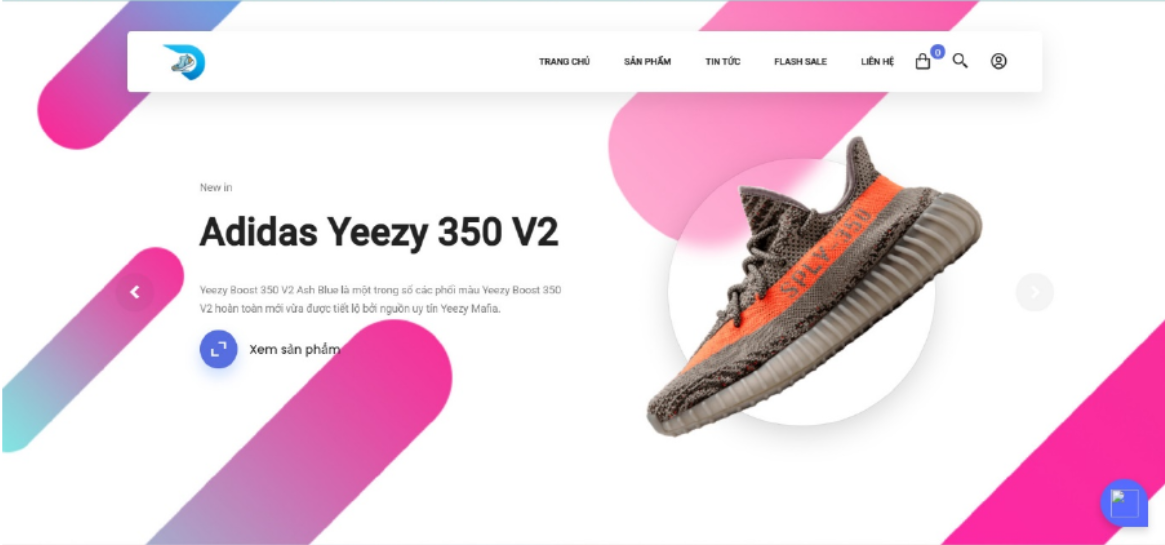 TRANG CHỦ SẢN PHẨM TIN TỨC FLASH SALE LIÊN HỆ 0
New in
Adidas Yeezy 350 V2
Yeezy Boost 350 V2 Ash Blue là một trong số các phối màu Yeezy Boost 350
V2 hoàn toàn mới vừa được tiết lộ bởi nguồn uy tín Yeezy Mafia.
Xem sản phẩm
SPLY 350